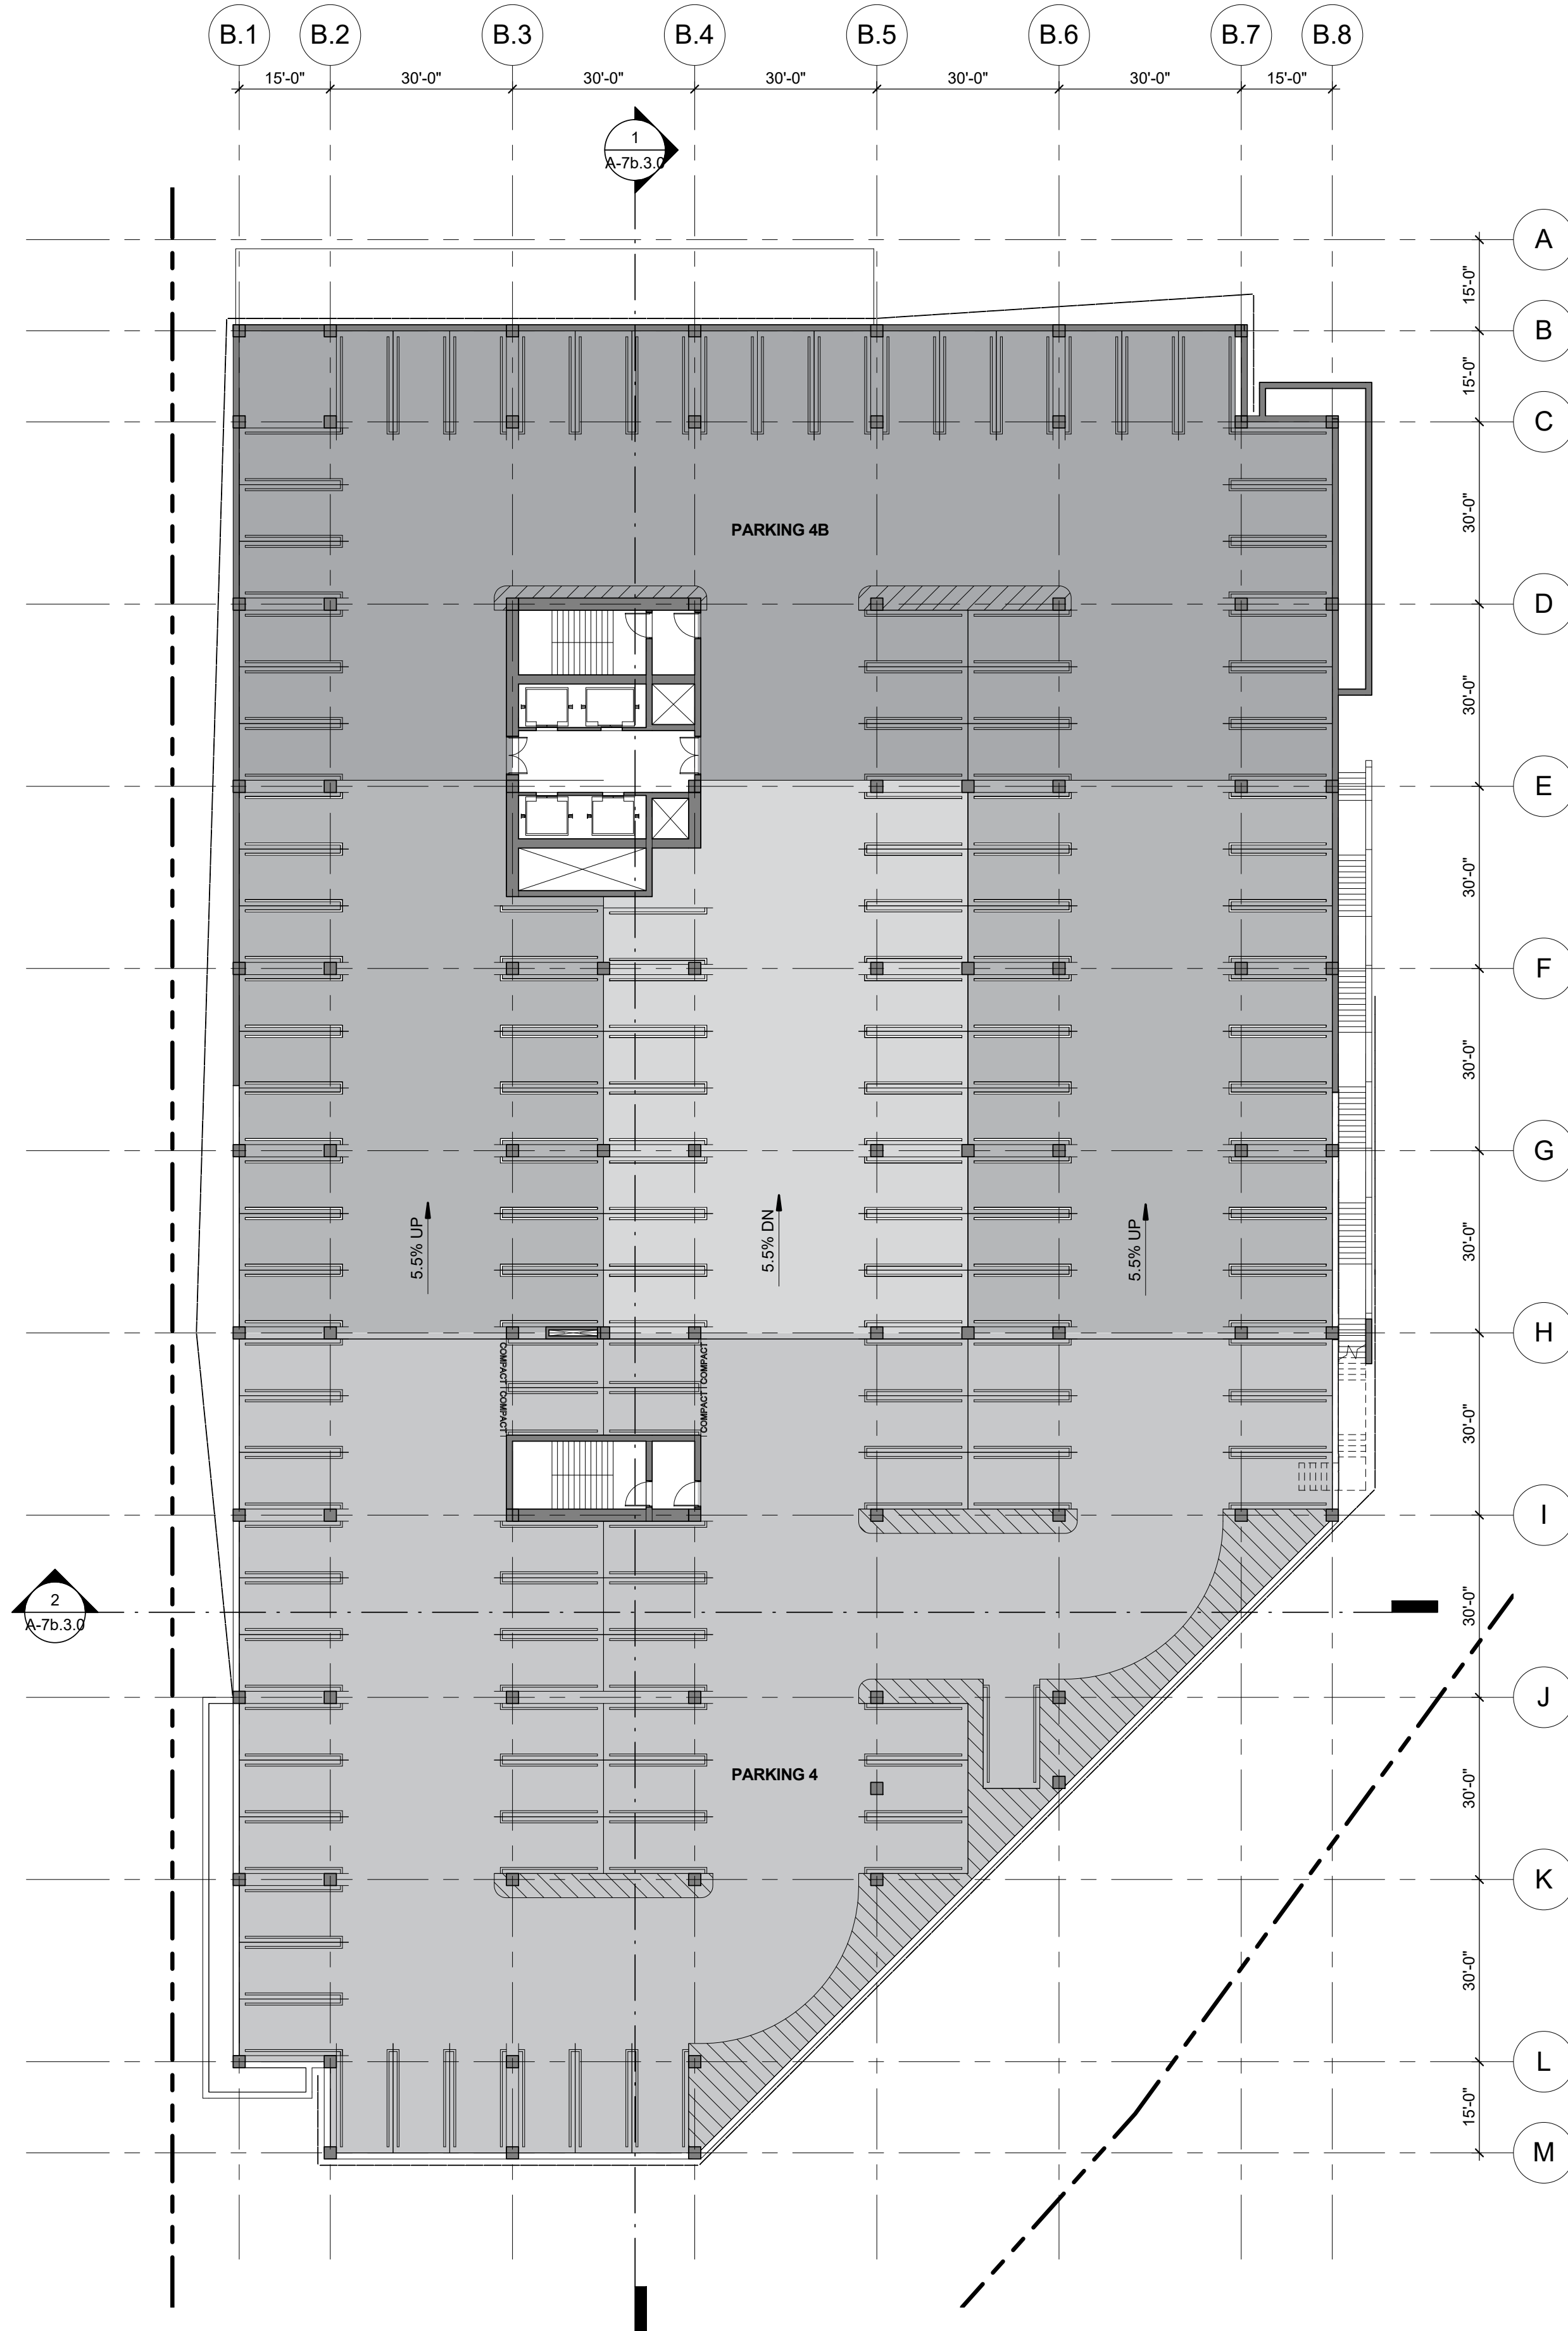 B.1 B.2 B.3 B.4 B.5 B.6 B.7 B.8
15'-0" 30'-0" 30'-0" 30'-0" 30'-0" 30'-0" 15'-0"
1
A-7b.3.0
A
15'-0"
B
15'-0"
C
30'-0"
PARKING 4B
D
30'-0"
E
30'-0"
F
30'-0"
G
5.5% UP
5.5% DN
5.5% UP
30'-0"
H
COMPACT COMPACT
COMPACT COMPACT
30'-0"
I
2
A-7b.3.0
30'-0"
J
PARKING 4
30'-0"
K
30'-0"
L
15'-0"
M